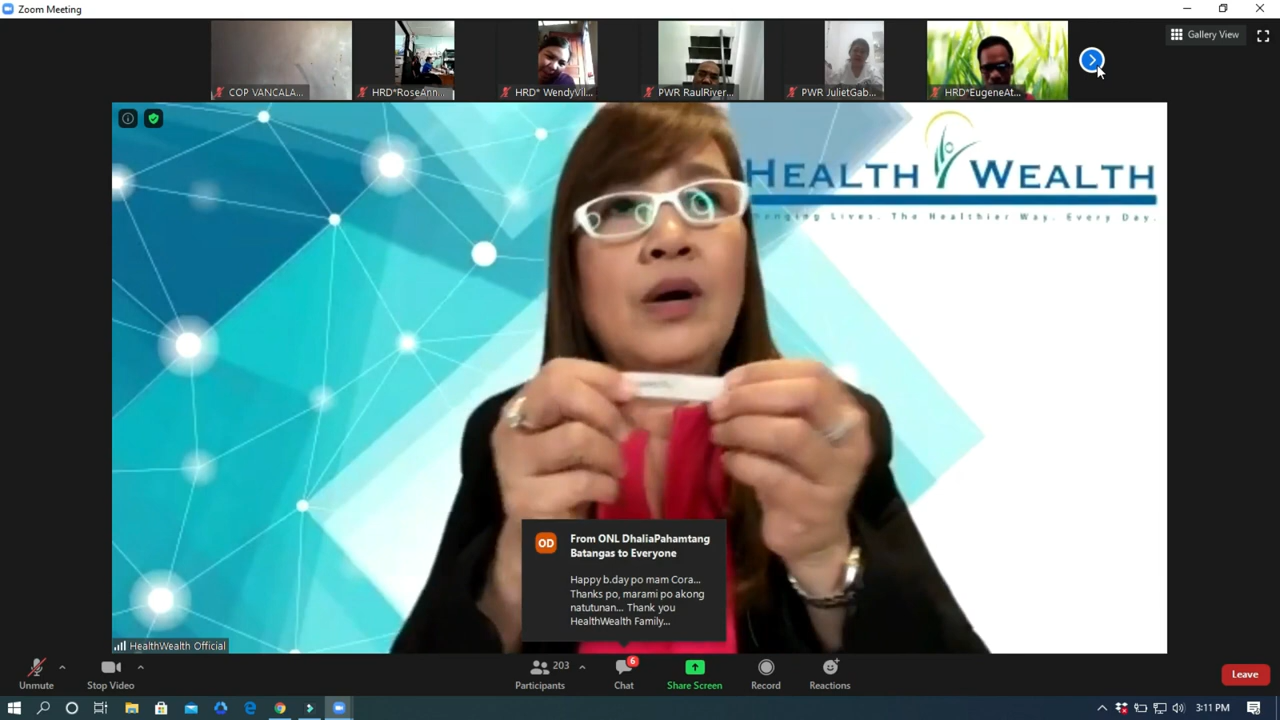 Zoom Meeting
COP VANCALA...
HRD*RoseAnn...
HRD* WendyVil...
PWR RaulRiver...
PWR JulietGab...
HRD*EugeneAt...
Gallery View
HEALTH WEALTH
hanging Lives. The Healthier Way. Every Day.
From ONL DhaliaPahamtang
Batangas to Everyone
OD
Happy b.day po mam Cora...
Thanks po, marami po akong
natutunan... Thank you
HealthWealth Family...
HealthWealth Official
Unmute
Stop Video
203
Participants
6
Chat
Share Screen
Record
Reactions
Leave
3:11 PM